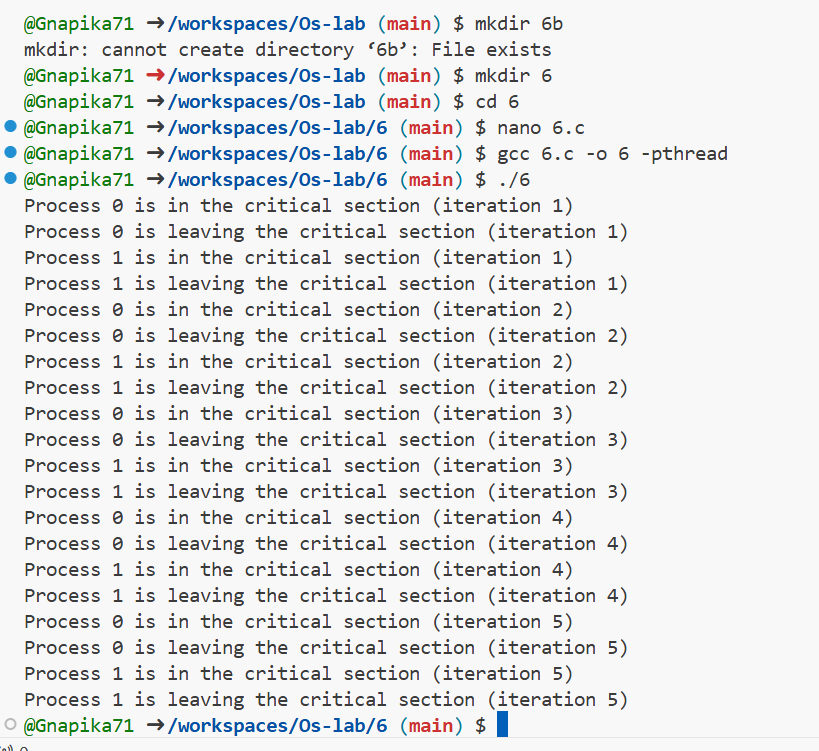 @Gnapika71 ➜/workspaces/Os-lab (main) $ mkdir 6b
mkdir: cannot create directory ‘6b’: File exists
@Gnapika71 ➜/workspaces/Os-lab (main) $ mkdir 6
@Gnapika71 ➜/workspaces/Os-lab (main) $ cd 6
@Gnapika71 ➜/workspaces/Os-lab/6 (main) $ nano 6.c
@Gnapika71 ➜/workspaces/Os-lab/6 (main) $ gcc 6.c -o 6 -pthread
@Gnapika71 ➜/workspaces/Os-lab/6 (main) $ ./6
Process 0 is in the critical section (iteration 1)
Process 0 is leaving the critical section (iteration 1)
Process 1 is in the critical section (iteration 1)
Process 1 is leaving the critical section (iteration 1)
Process 0 is in the critical section (iteration 2)
Process 0 is leaving the critical section (iteration 2)
Process 1 is in the critical section (iteration 2)
Process 1 is leaving the critical section (iteration 2)
Process 0 is in the critical section (iteration 3)
Process 0 is leaving the critical section (iteration 3)
Process 1 is in the critical section (iteration 3)
Process 1 is leaving the critical section (iteration 3)
Process 0 is in the critical section (iteration 4)
Process 0 is leaving the critical section (iteration 4)
Process 1 is in the critical section (iteration 4)
Process 1 is leaving the critical section (iteration 4)
Process 0 is in the critical section (iteration 5)
Process 0 is leaving the critical section (iteration 5)
Process 1 is in the critical section (iteration 5)
Process 1 is leaving the critical section (iteration 5)
@Gnapika71 ➜/workspaces/Os-lab/6 (main) $